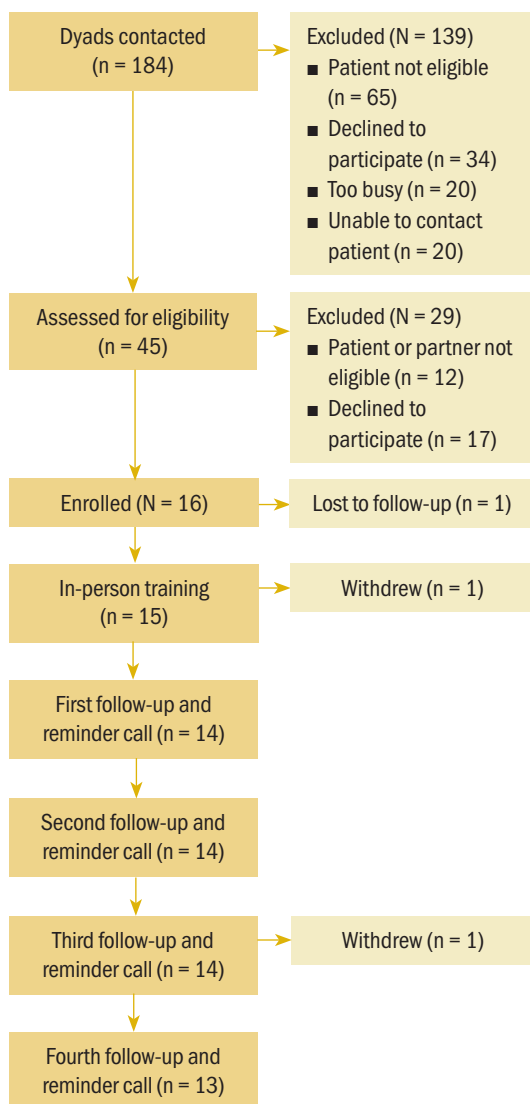 Dyads contacted
(n = 184)
Excluded (N = 139)
■ Patient not eligible
(n = 65)
■ Declined to
participate (n = 34)
■ Too busy (n = 20)
■ Unable to contact
patient (n = 20)
Assessed for eligibility
(n = 45)
Excluded (N = 29)
■ Patient or partner not
eligible (n = 12)
■ Declined to
participate (n = 17)
Enrolled (N = 16)
Lost to follow-up (n = 1)
In-person training
(n = 15)
Withdrew (n = 1)
First follow-up and
reminder call (n = 14)
Second follow-up and
reminder call (n = 14)
Third follow-up and
reminder call (n = 14)
Withdrew (n = 1)
Fourth follow-up and
reminder call (n = 13)